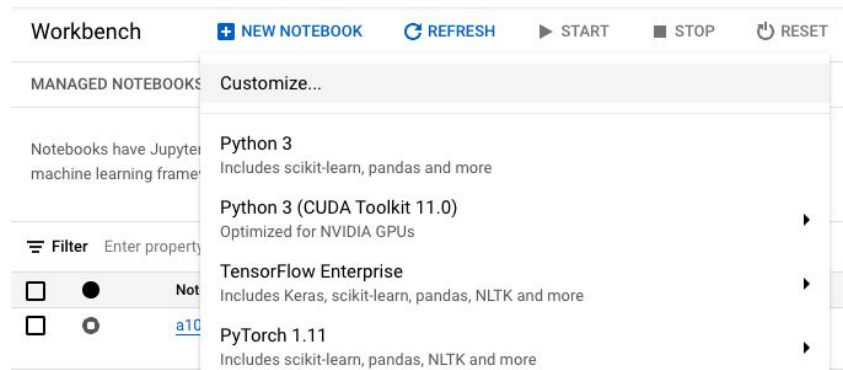 Workbench NEW NOTEBOOK REFRESH START STOP RESET
MANAGED NOTEBOOKS
Customize...
Notebooks have Jupyter
machine learning
Python 3
Includes scikit-learn, pandas and more
Python 3 (CUDA Toolkit 11.0)
Optimized for NVIDIA GPUs
Filter Enter property
TensorFlow Enterprise
Includes Keras, scikit-learn, pandas, NLTK and more
Not
a10
PyTorch 1.11
Includes scikit-learn, pandas, NLTK and more